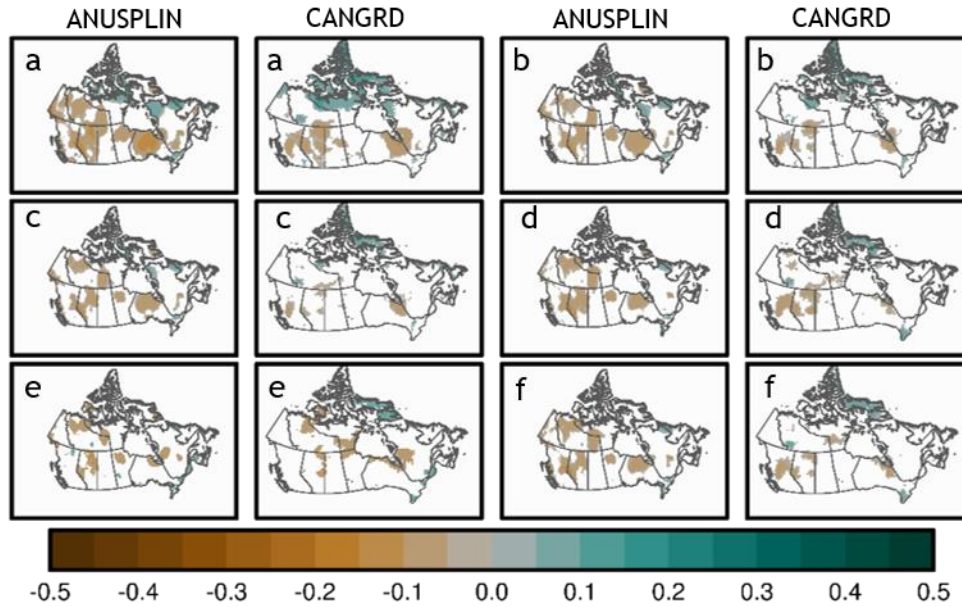 ANUSPLIN CANGRD ANUSPLIN CANGRD
a a b b
c c d d
e e f f
-0.5 -0.4 -0.3 -0.2 -0.1 0.0 0.1 0.2 0.3 0.4 0.5